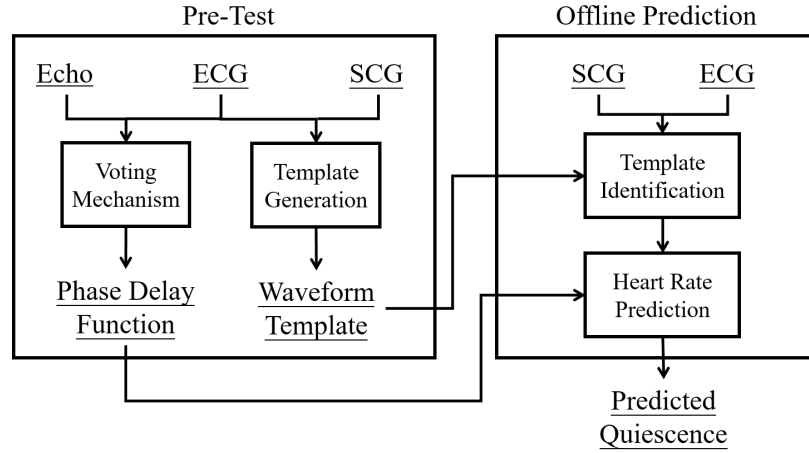 Pre-Test
Offline Prediction
Echo
ECG
SCG
SCG
ECG
Voting
Mechanism
Template
Generation
Template
Identification
Phase Delay
Function
Waveform
Template
Heart Rate
Prediction
Predicted
Quiescence